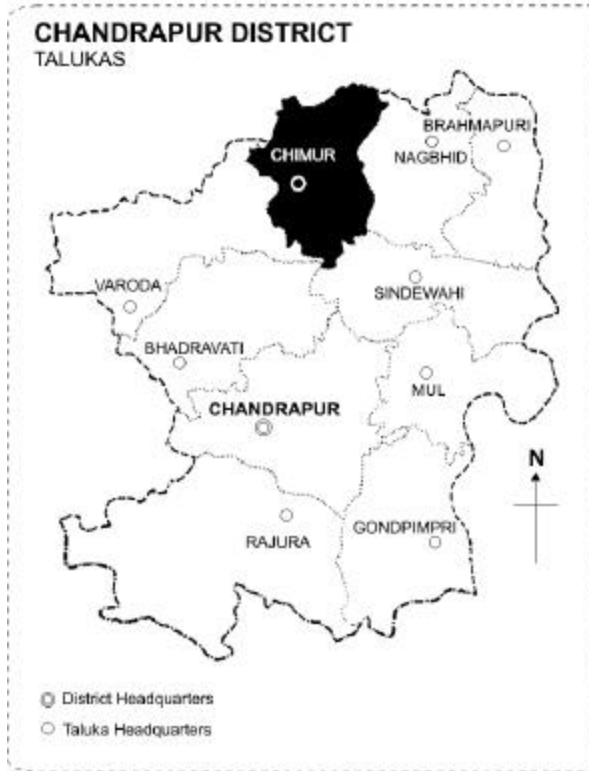 CHANDRAPUR DISTRICT
TALUKAS
BRAHMAPURI
CHIMUR
NAGBHID
VARODA
SINDEWAHI
BHADRAVATI
MUL
CHANDRAPUR
N
GONDPIMPRI
RAJURA
District Headquarters
Taluka Headquarters